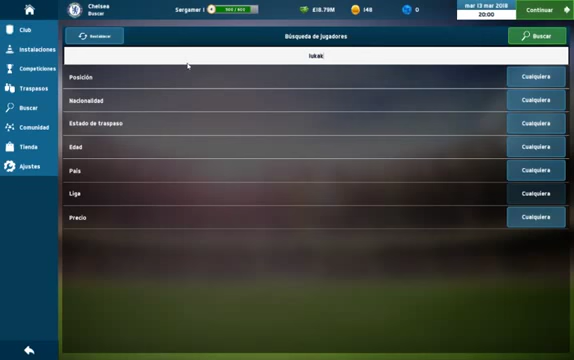 Chelsea
Buscar
Sergamer 1
£18.79M
148
0
mar 13 mar 2018
20:00
Continuar
Club
Instalaciones
Competiciones
Traspasos
Buscar
Comunidad
Tienda
Ajustes
Restablecer
Búsqueda de jugadores
Buscar
lukak
Posición
Cualquiera
Nacionalidad
Cualquiera
Estado de traspaso
Cualquiera
Edad
Cualquiera
País
Cualquiera
Liga
Cualquiera
Precio
Cualquiera